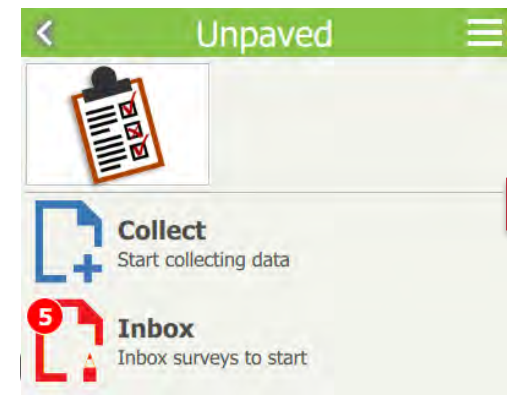 Unpaved
Collect
Start collecting data
5
Inbox
Inbox surveys to start